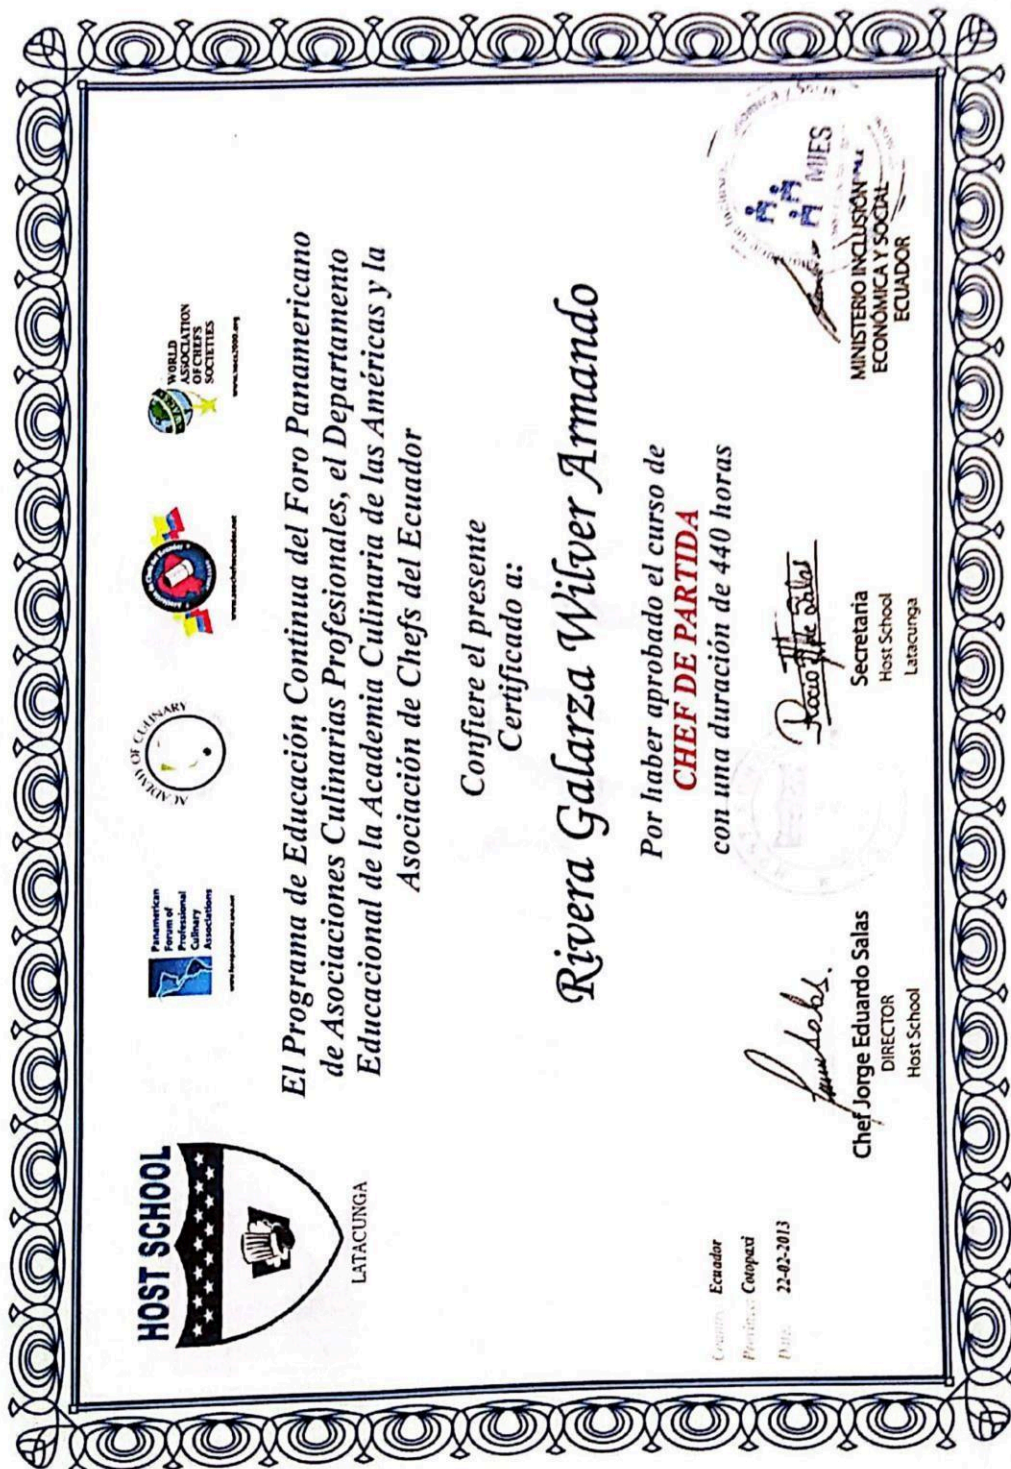 HOST SCHOOL
LATACUNGA
Panamerican
Forum of
Professional
Culinary
Associations
ACADEMY OF CULINARY
WORLD
ASSOCIATION
OF CHEFS
SOCIETIES
El Programa de Educación Continua del Foro Panamericano
de Asociaciones Culinarias Profesionales, el Departamento
Educacional de la Academia Culinaria de las Américas y la
Asociación de Chefs del Ecuador
Confiere el presente
Certificado a:
Rivera Galarza Wilver Armando
Por haber aprobado el curso de
CHEF DE PARTIDA
con una duración de 440 horas
Ecuador
Cotopaxi
22-02-2013
Chef Jorge Eduardo Salas
DIRECTOR
Host School
Secretaria
Host School
Latacunga
MIES
MINISTERIO INCLUSIÓN
ECONÓMICA Y SOCIAL
ECUADOR